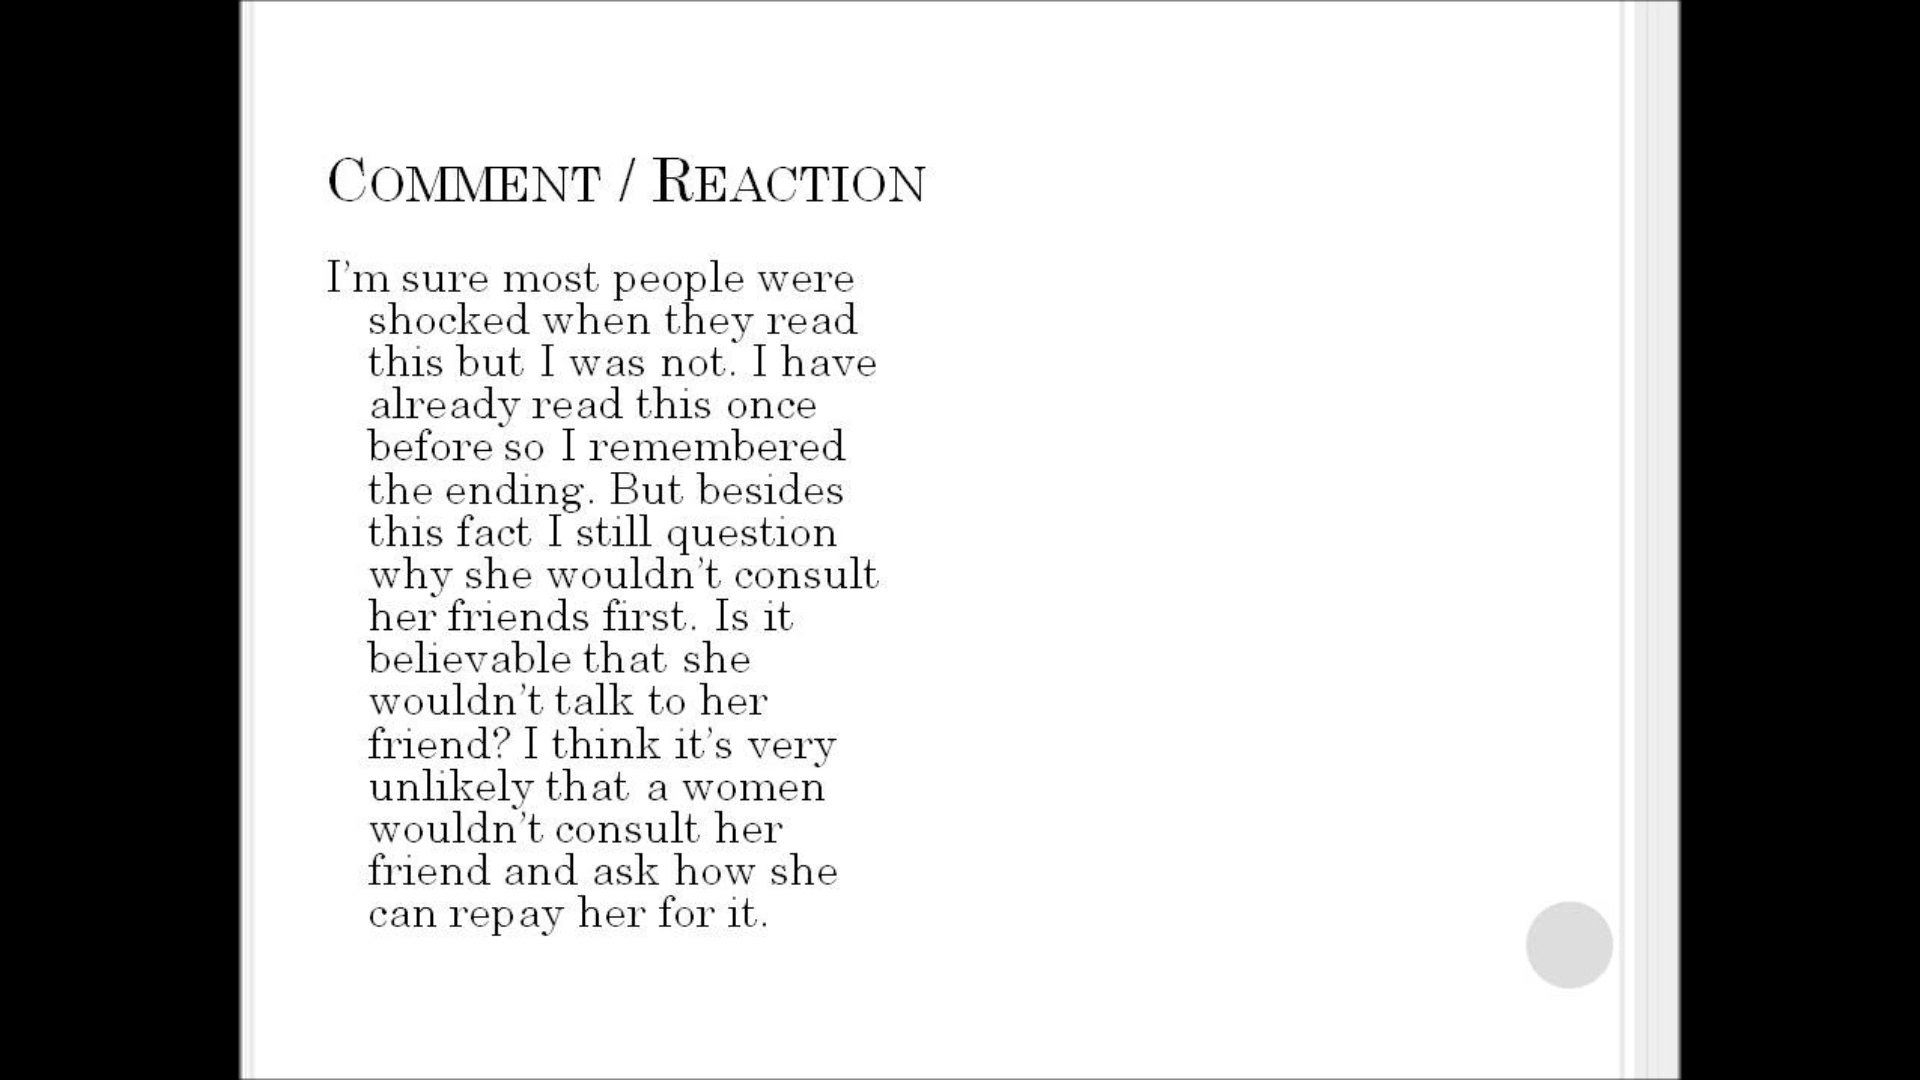 COMMENT / REACTION
I'm sure most people were
shocked when they read
this but I was not. I have
already read this once
before so I remembered
the ending. But besides
this fact I still question
why she wouldn't consult
her friends first. Is it
believable that she
wouldn't talk to her
friend? I think it's very
unlikely that a women
wouldn't consult her
friend and ask how she
can repay her for it.